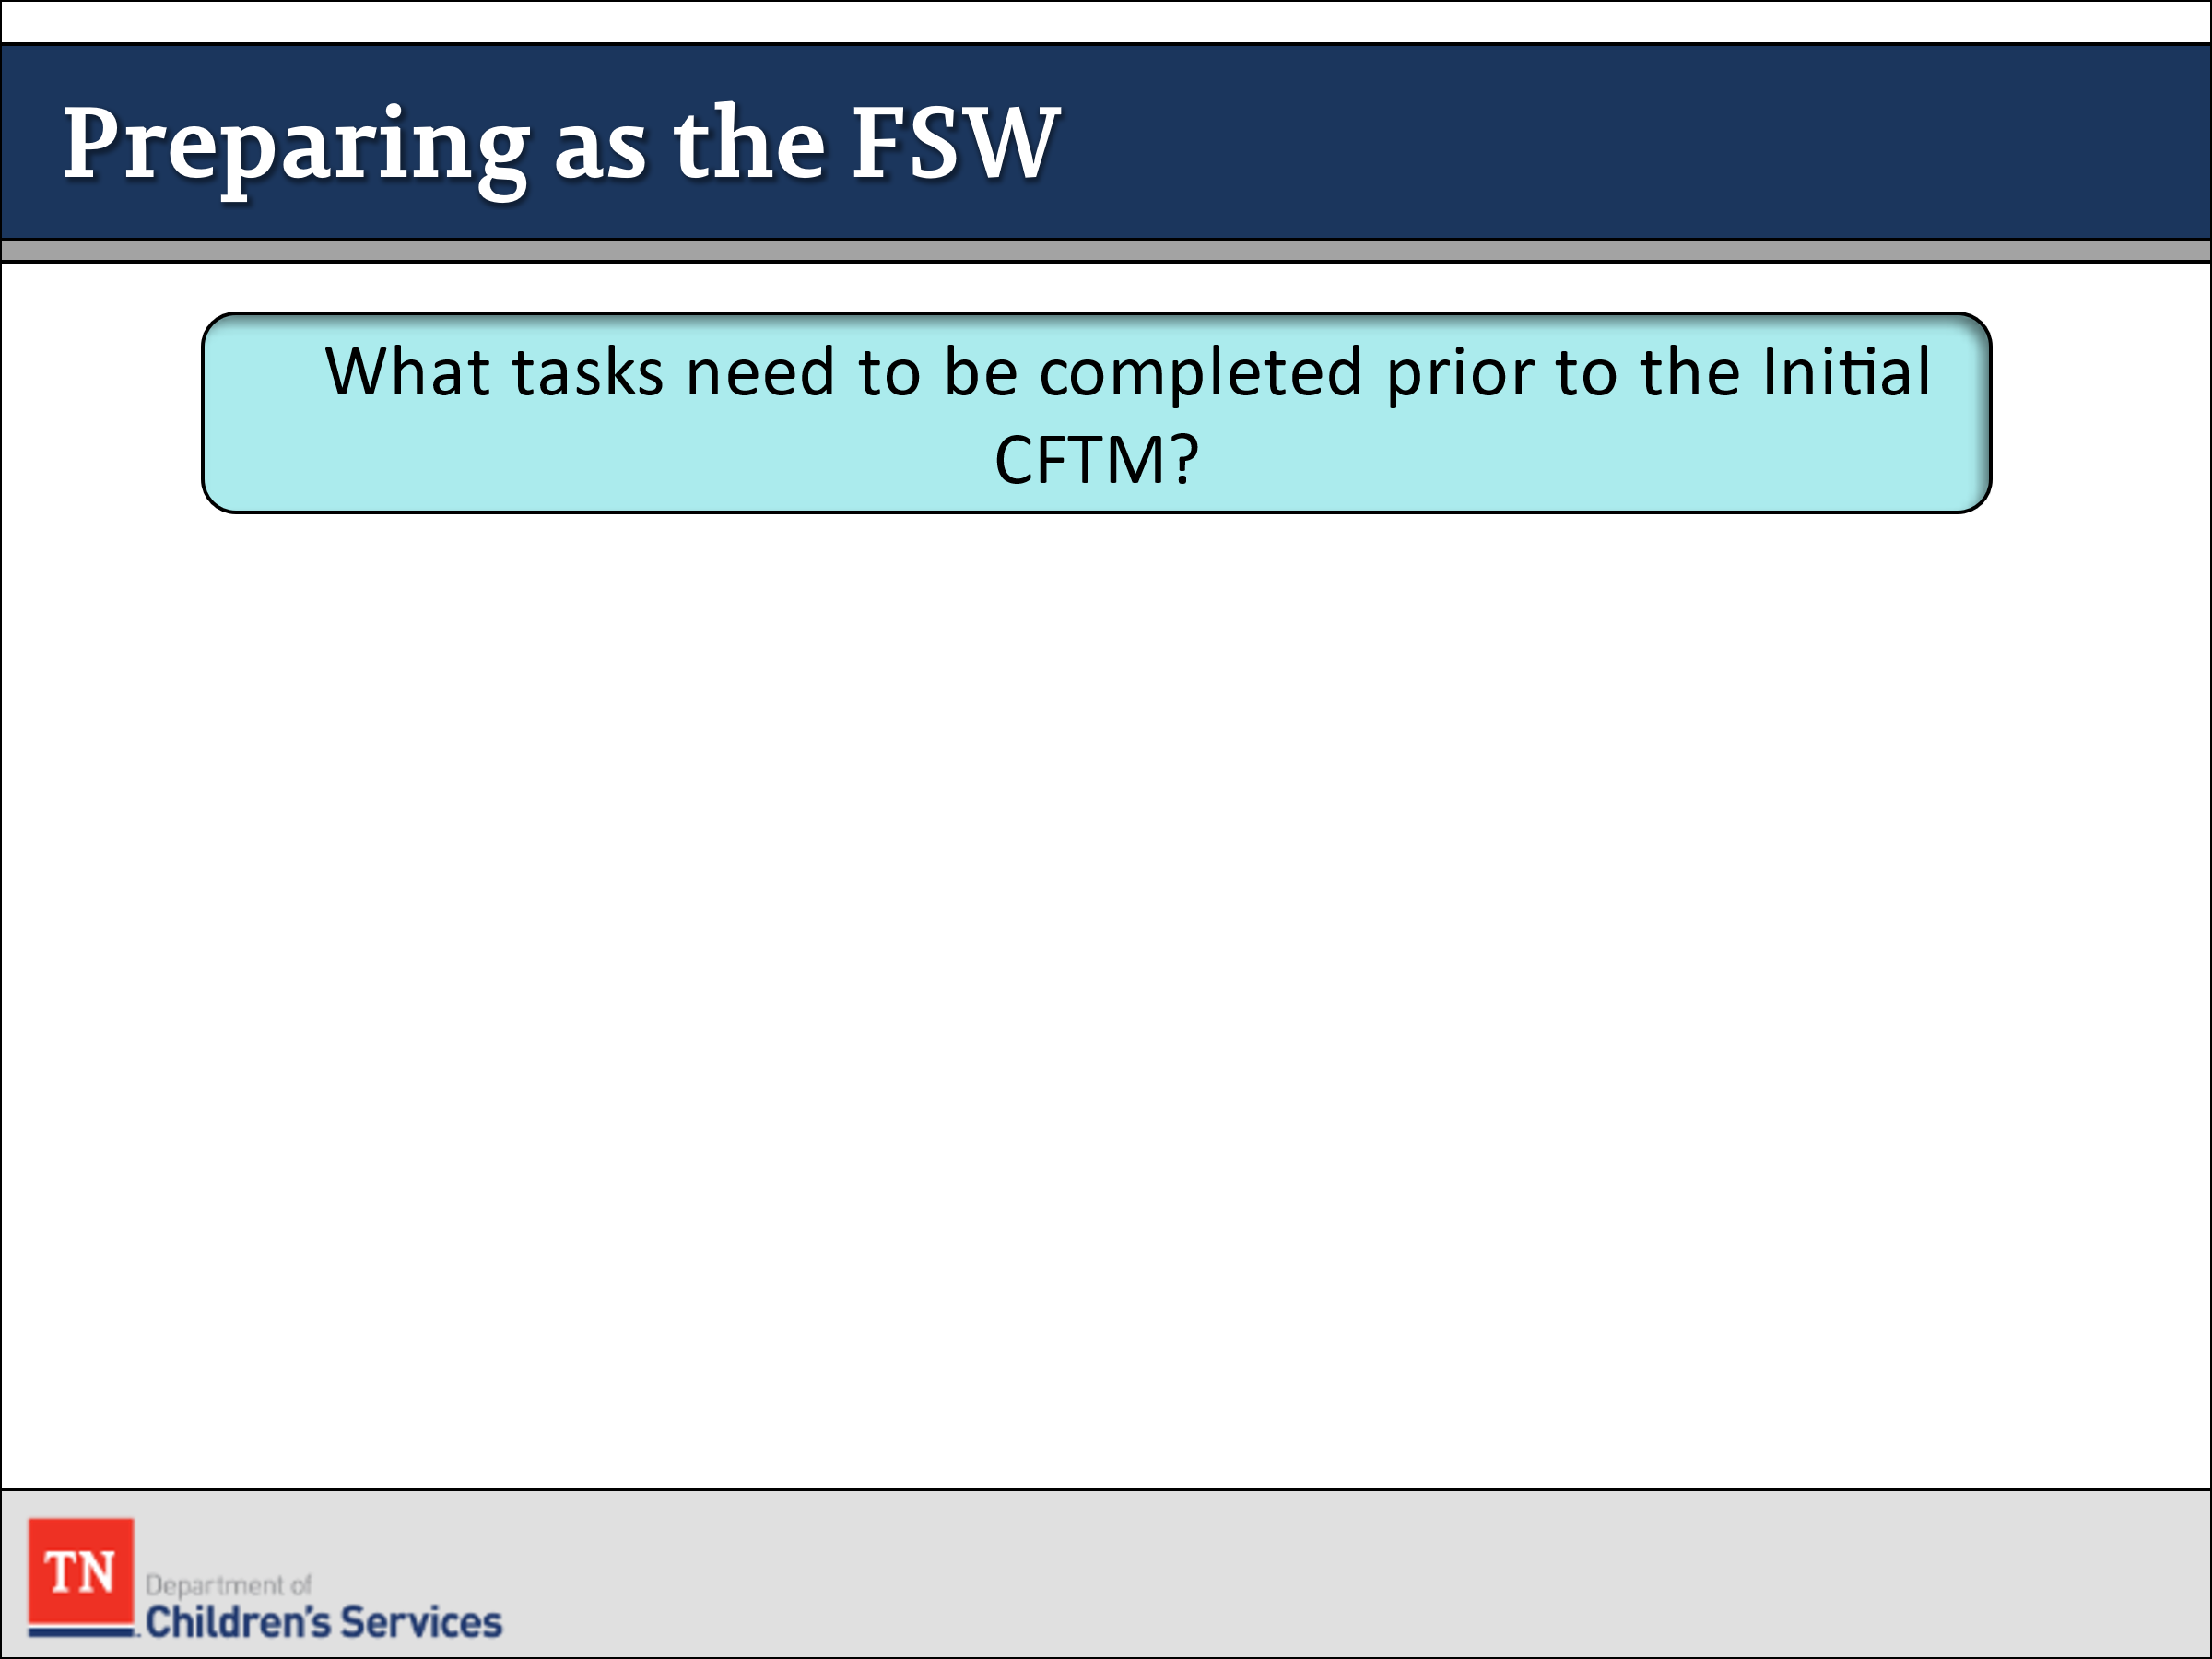 Preparing as the FSW
What tasks need to be completed prior to the Initial
CFTM?
TN
Department of
Children's Services